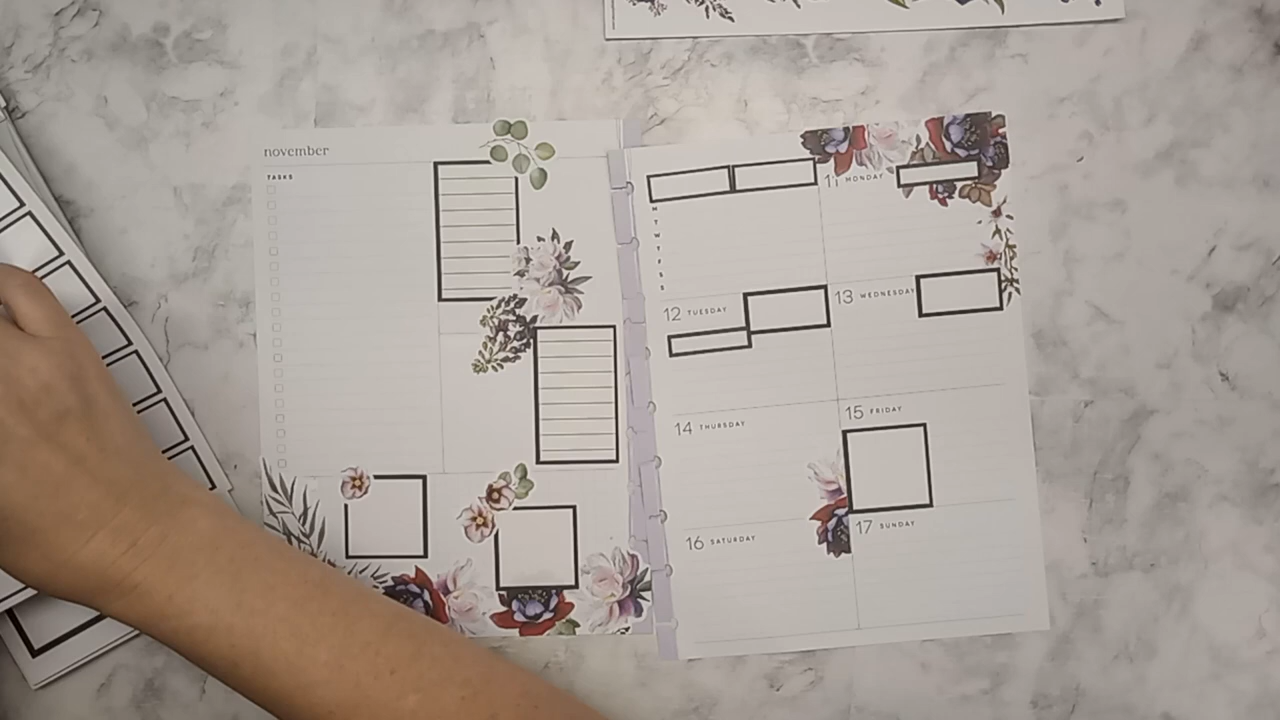 november
TASKS
11 MONDAY
M
T
W
T
F
S
S
12 TUESDAY
13 WEDNESDAY
14 THURSDAY
15 FRIDAY
16 SATURDAY
17 SUNDAY